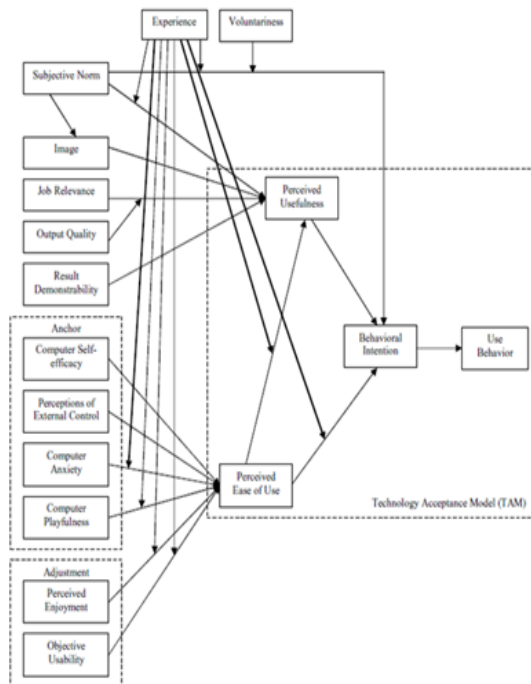 Experience
Voluntariness
Subjective Norm
Image
Job Relevance
Output Quality
Result
Demonstrability
Perceived
Usefulness
Behavioral
Intention
Use
Behavior
Anchor
Computer Self-
efficacy
Perceptions of
External Control
Computer
Anxiety
Computer
Playfulness
Perceived
Ease of Use
Technology Acceptance Model (TAM)
Adjustment
Perceived
Enjoyment
Objective
Usability